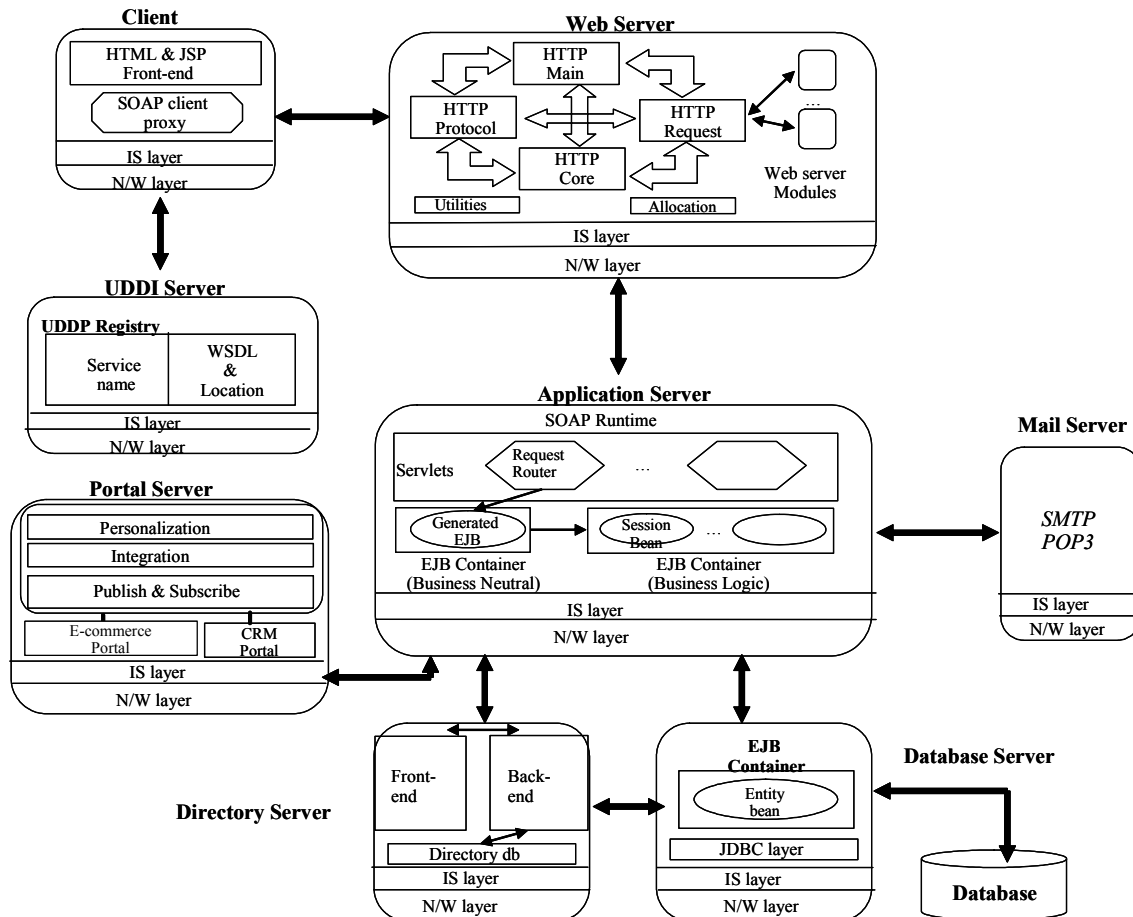 Client
HTML & JSP
Front-end
SOAP client
proxy
IS layer
N/W layer
Web Server
HTTP
Main
HTTP
Protocol
HTTP
Request
HTTP
Core
...
Web server
Modules
Utilities
Allocation
IS layer
N/W layer
UDDI Server
UDDP Registry
Service
name
WSDL
&
Location
IS layer
N/W layer
Application Server
SOAP Runtime
Servlets
Request
Router
...
Generated
EJB
Session
Bean
...
EJB Container
(Business Neutral)
EJB Container
(Business Logic)
IS layer
N/W layer
Mail Server
SMTP
POP3
IS layer
N/W layer
Portal Server
Personalization
Integration
Publish & Subscribe
E-commerce
Portal
CRM
Portal
IS layer
N/W layer
Directory Server
Front-
end
Back-
end
Directory db
IS layer
N/W layer
EJB
Container
Entity
bean
JDBC layer
IS layer
N/W layer
Database Server
Database